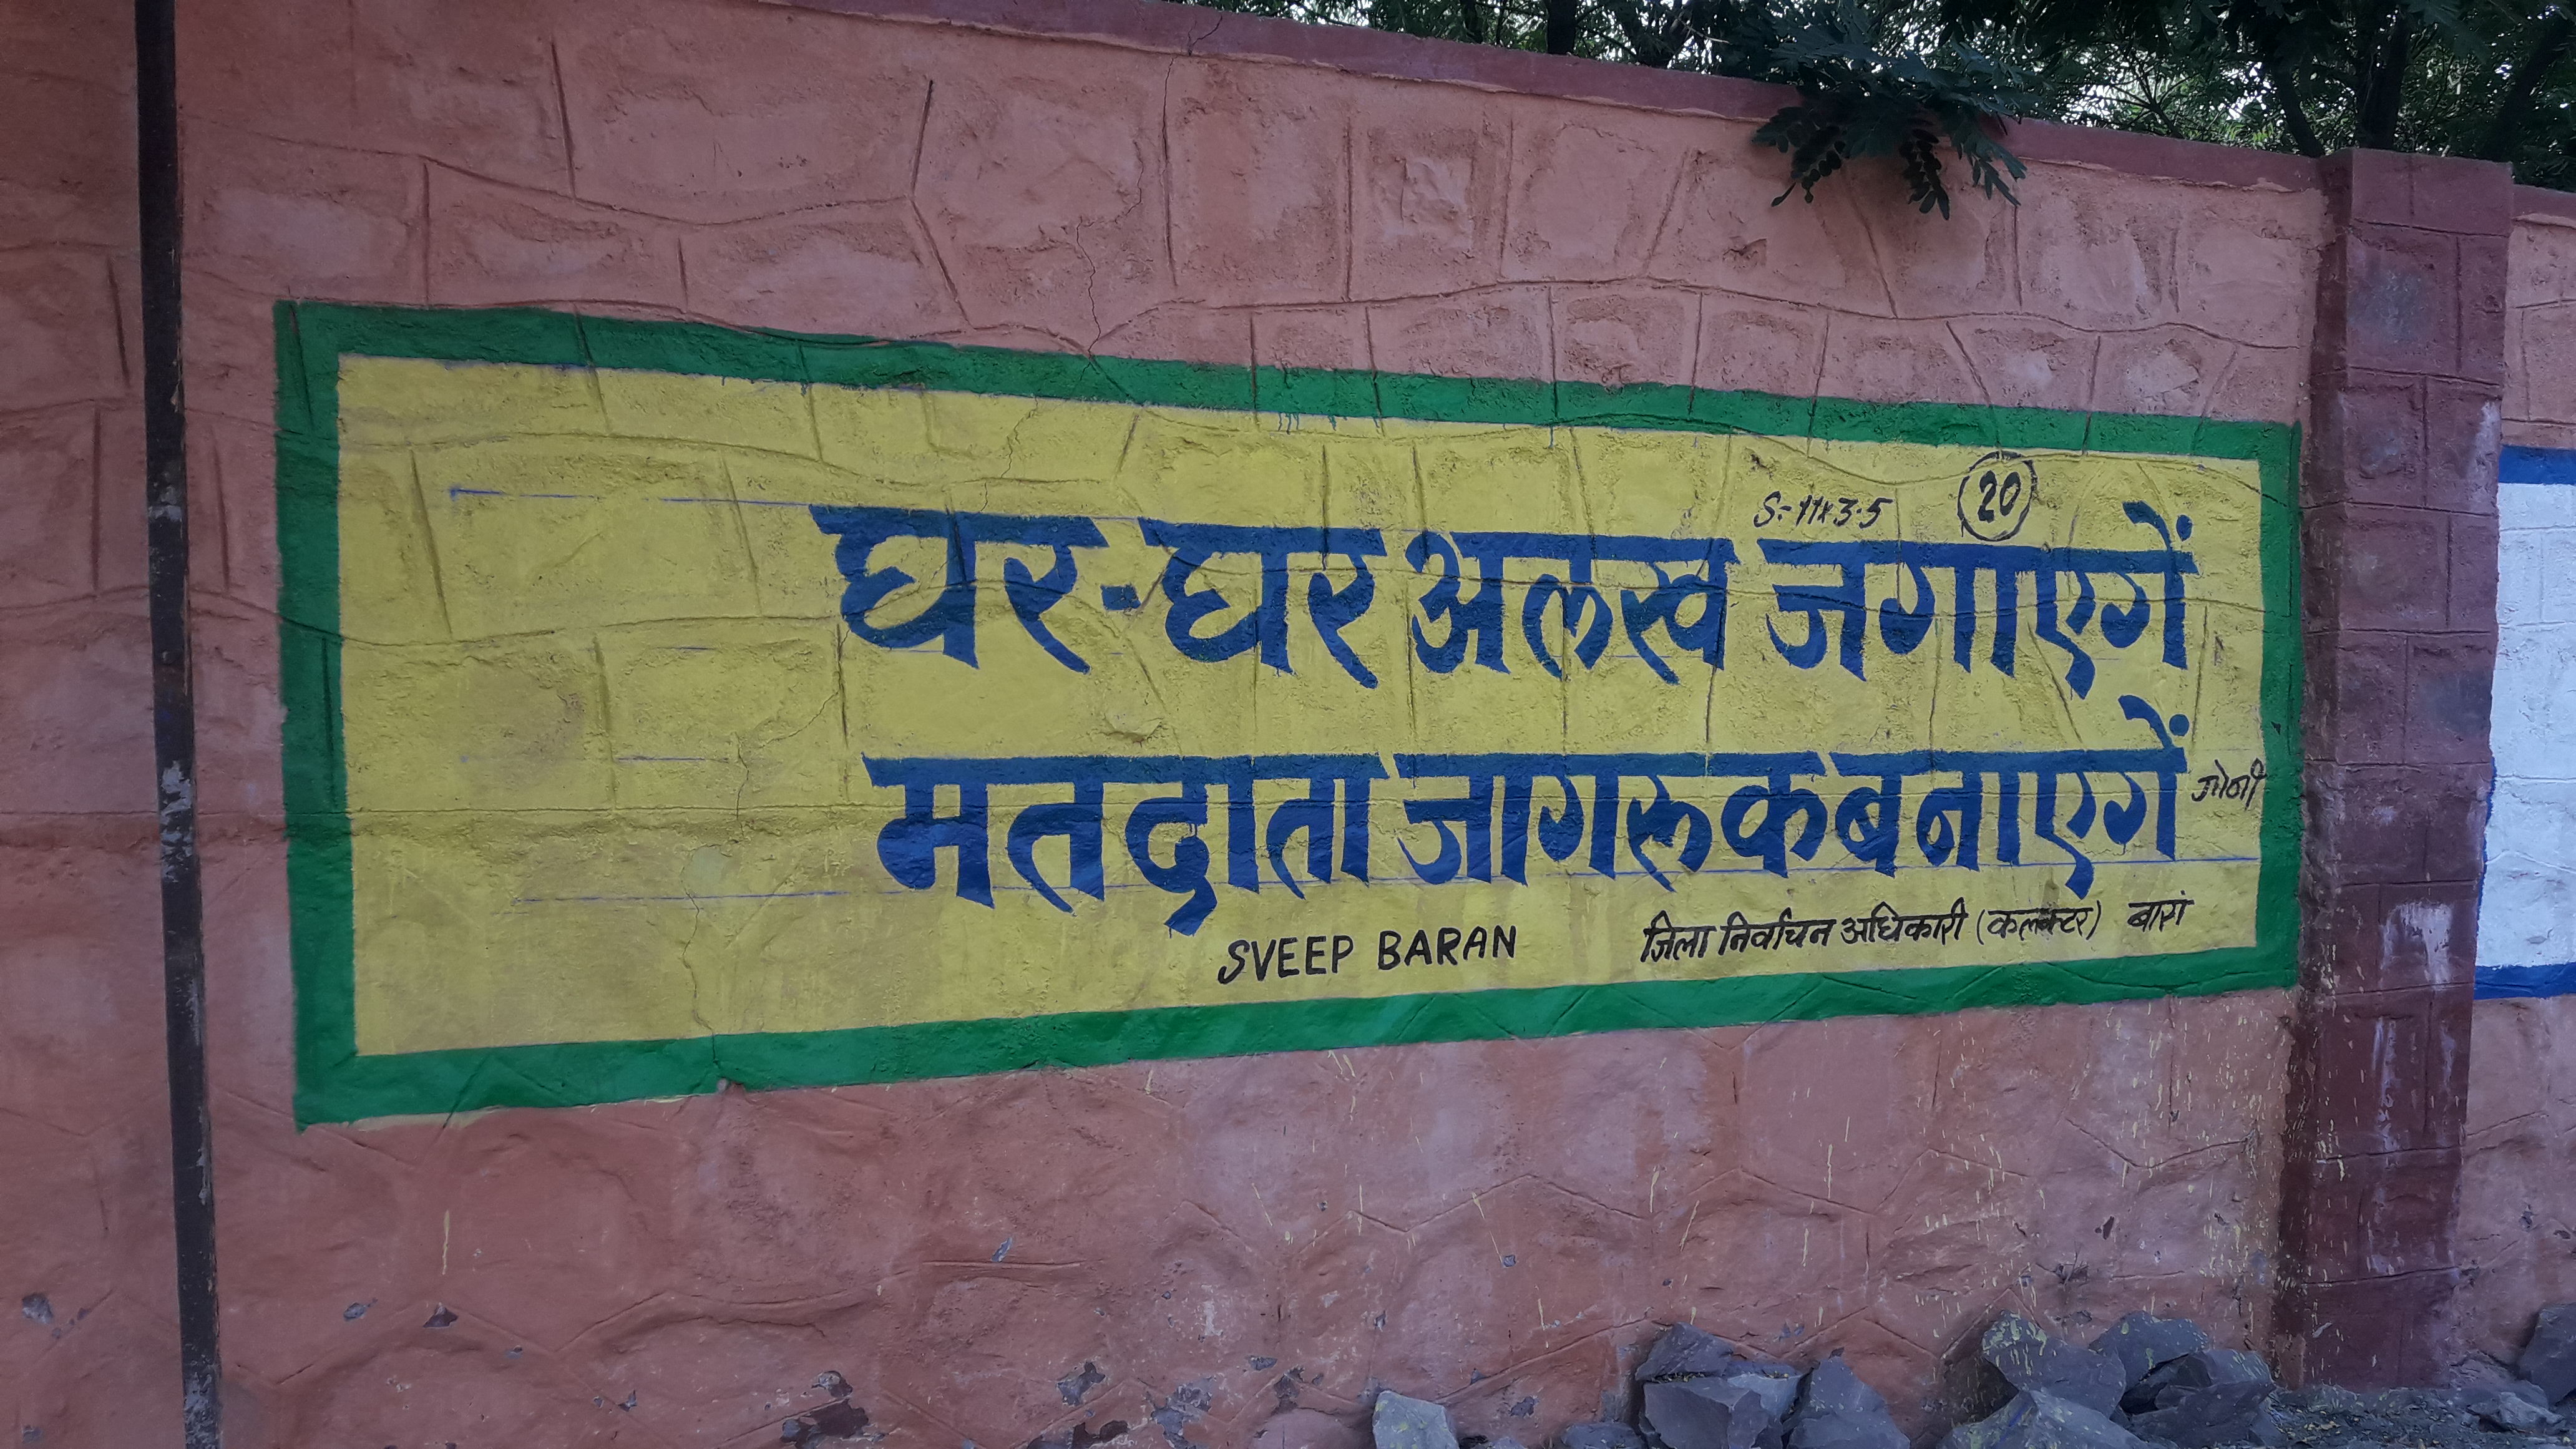 S-11x3.5 20
घर-घर अलख जगाएगें
मतदाता जागरूक बनाएगें
SVEEP BARAN जिला निर्वाचन अधिकारी (कलक्टर) बारां